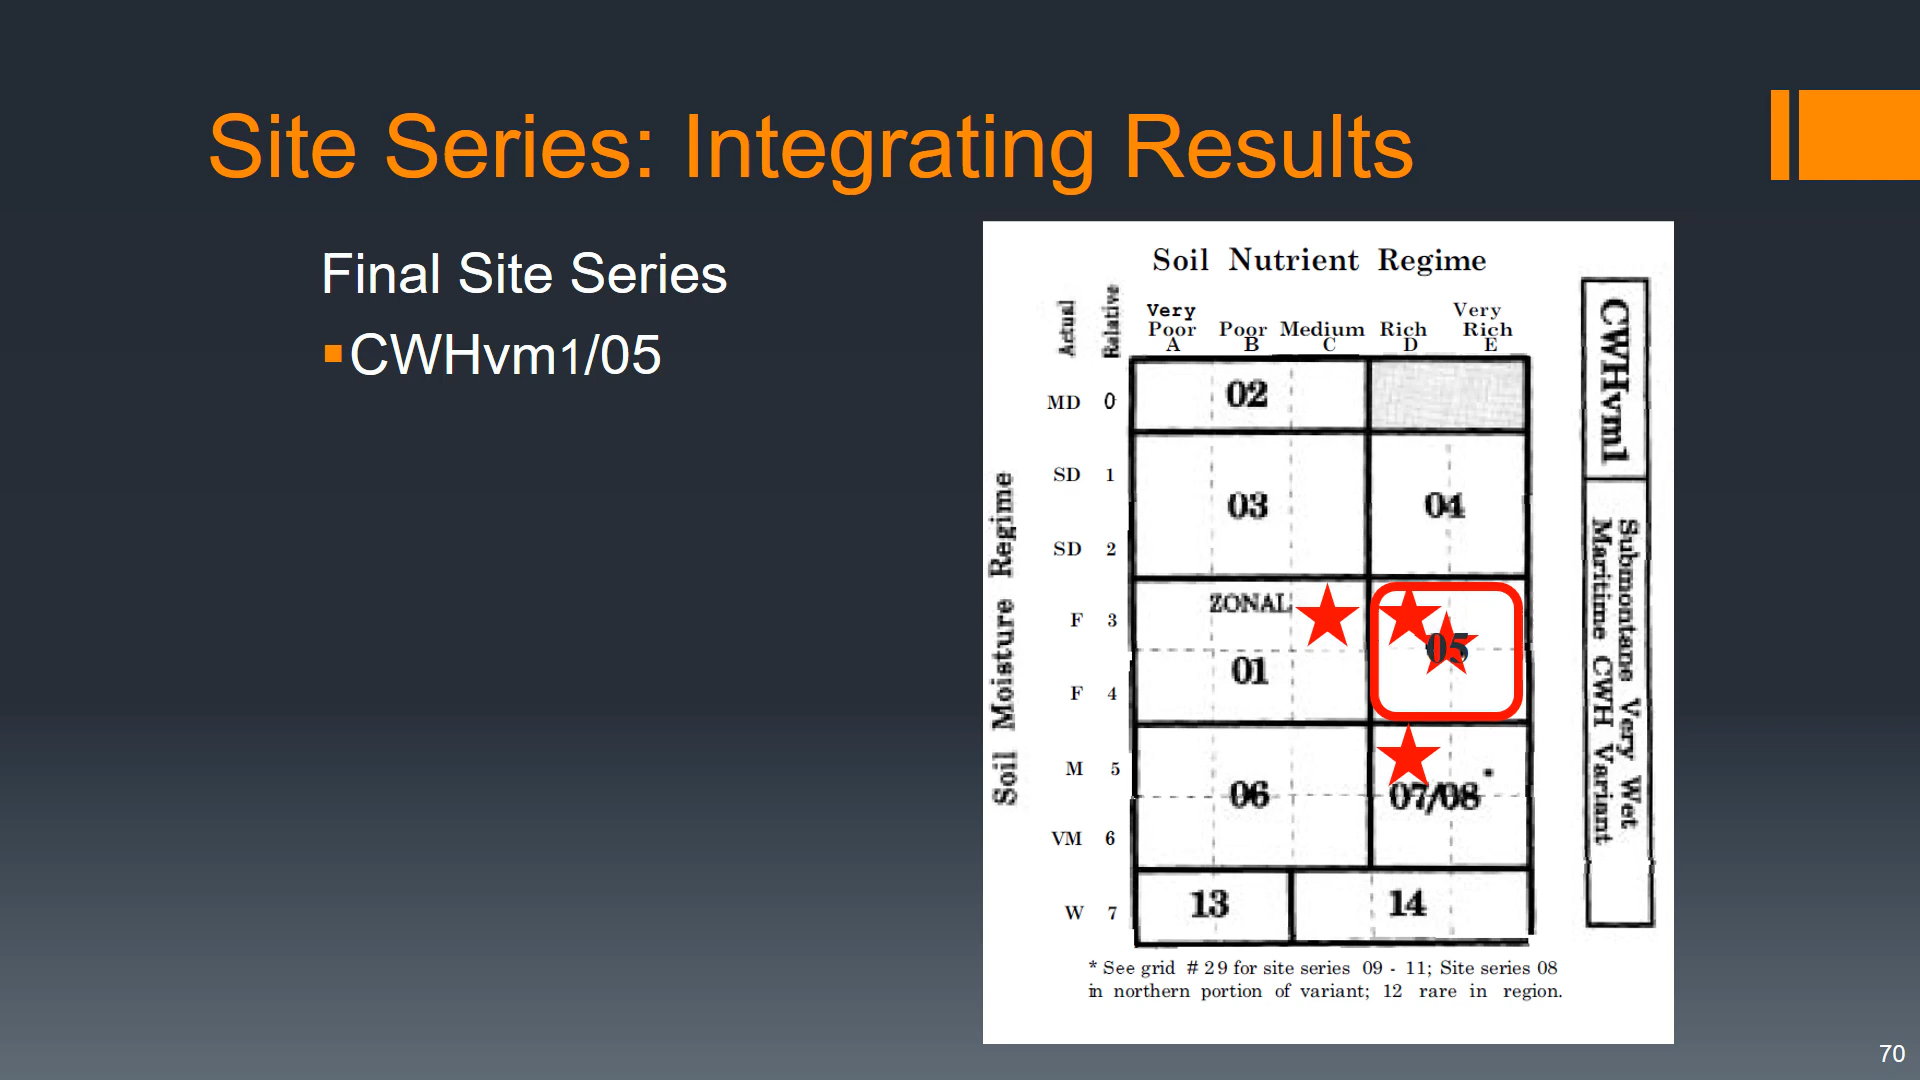 Site Series: Integrating Results
Final Site Series
CWHvm1/05
Soil Nutrient Regime
Actual
Relative
Very
Poor
A
Poor
B
Medium
C
Rich
D
Very
Rich
E
Soil Moisture Regime
MD 0
02
SD 1
03
04
SD 2
F 3
ZONAL
05
01
F 4
M 5
06
07/08*
VM 6
W 7
13
14
CWHvm1
Submontane Very Wet
Maritime CWH Variant
* See grid # 29 for site series 09 - 11; Site series 08
in northern portion of variant; 12 rare in region.
70